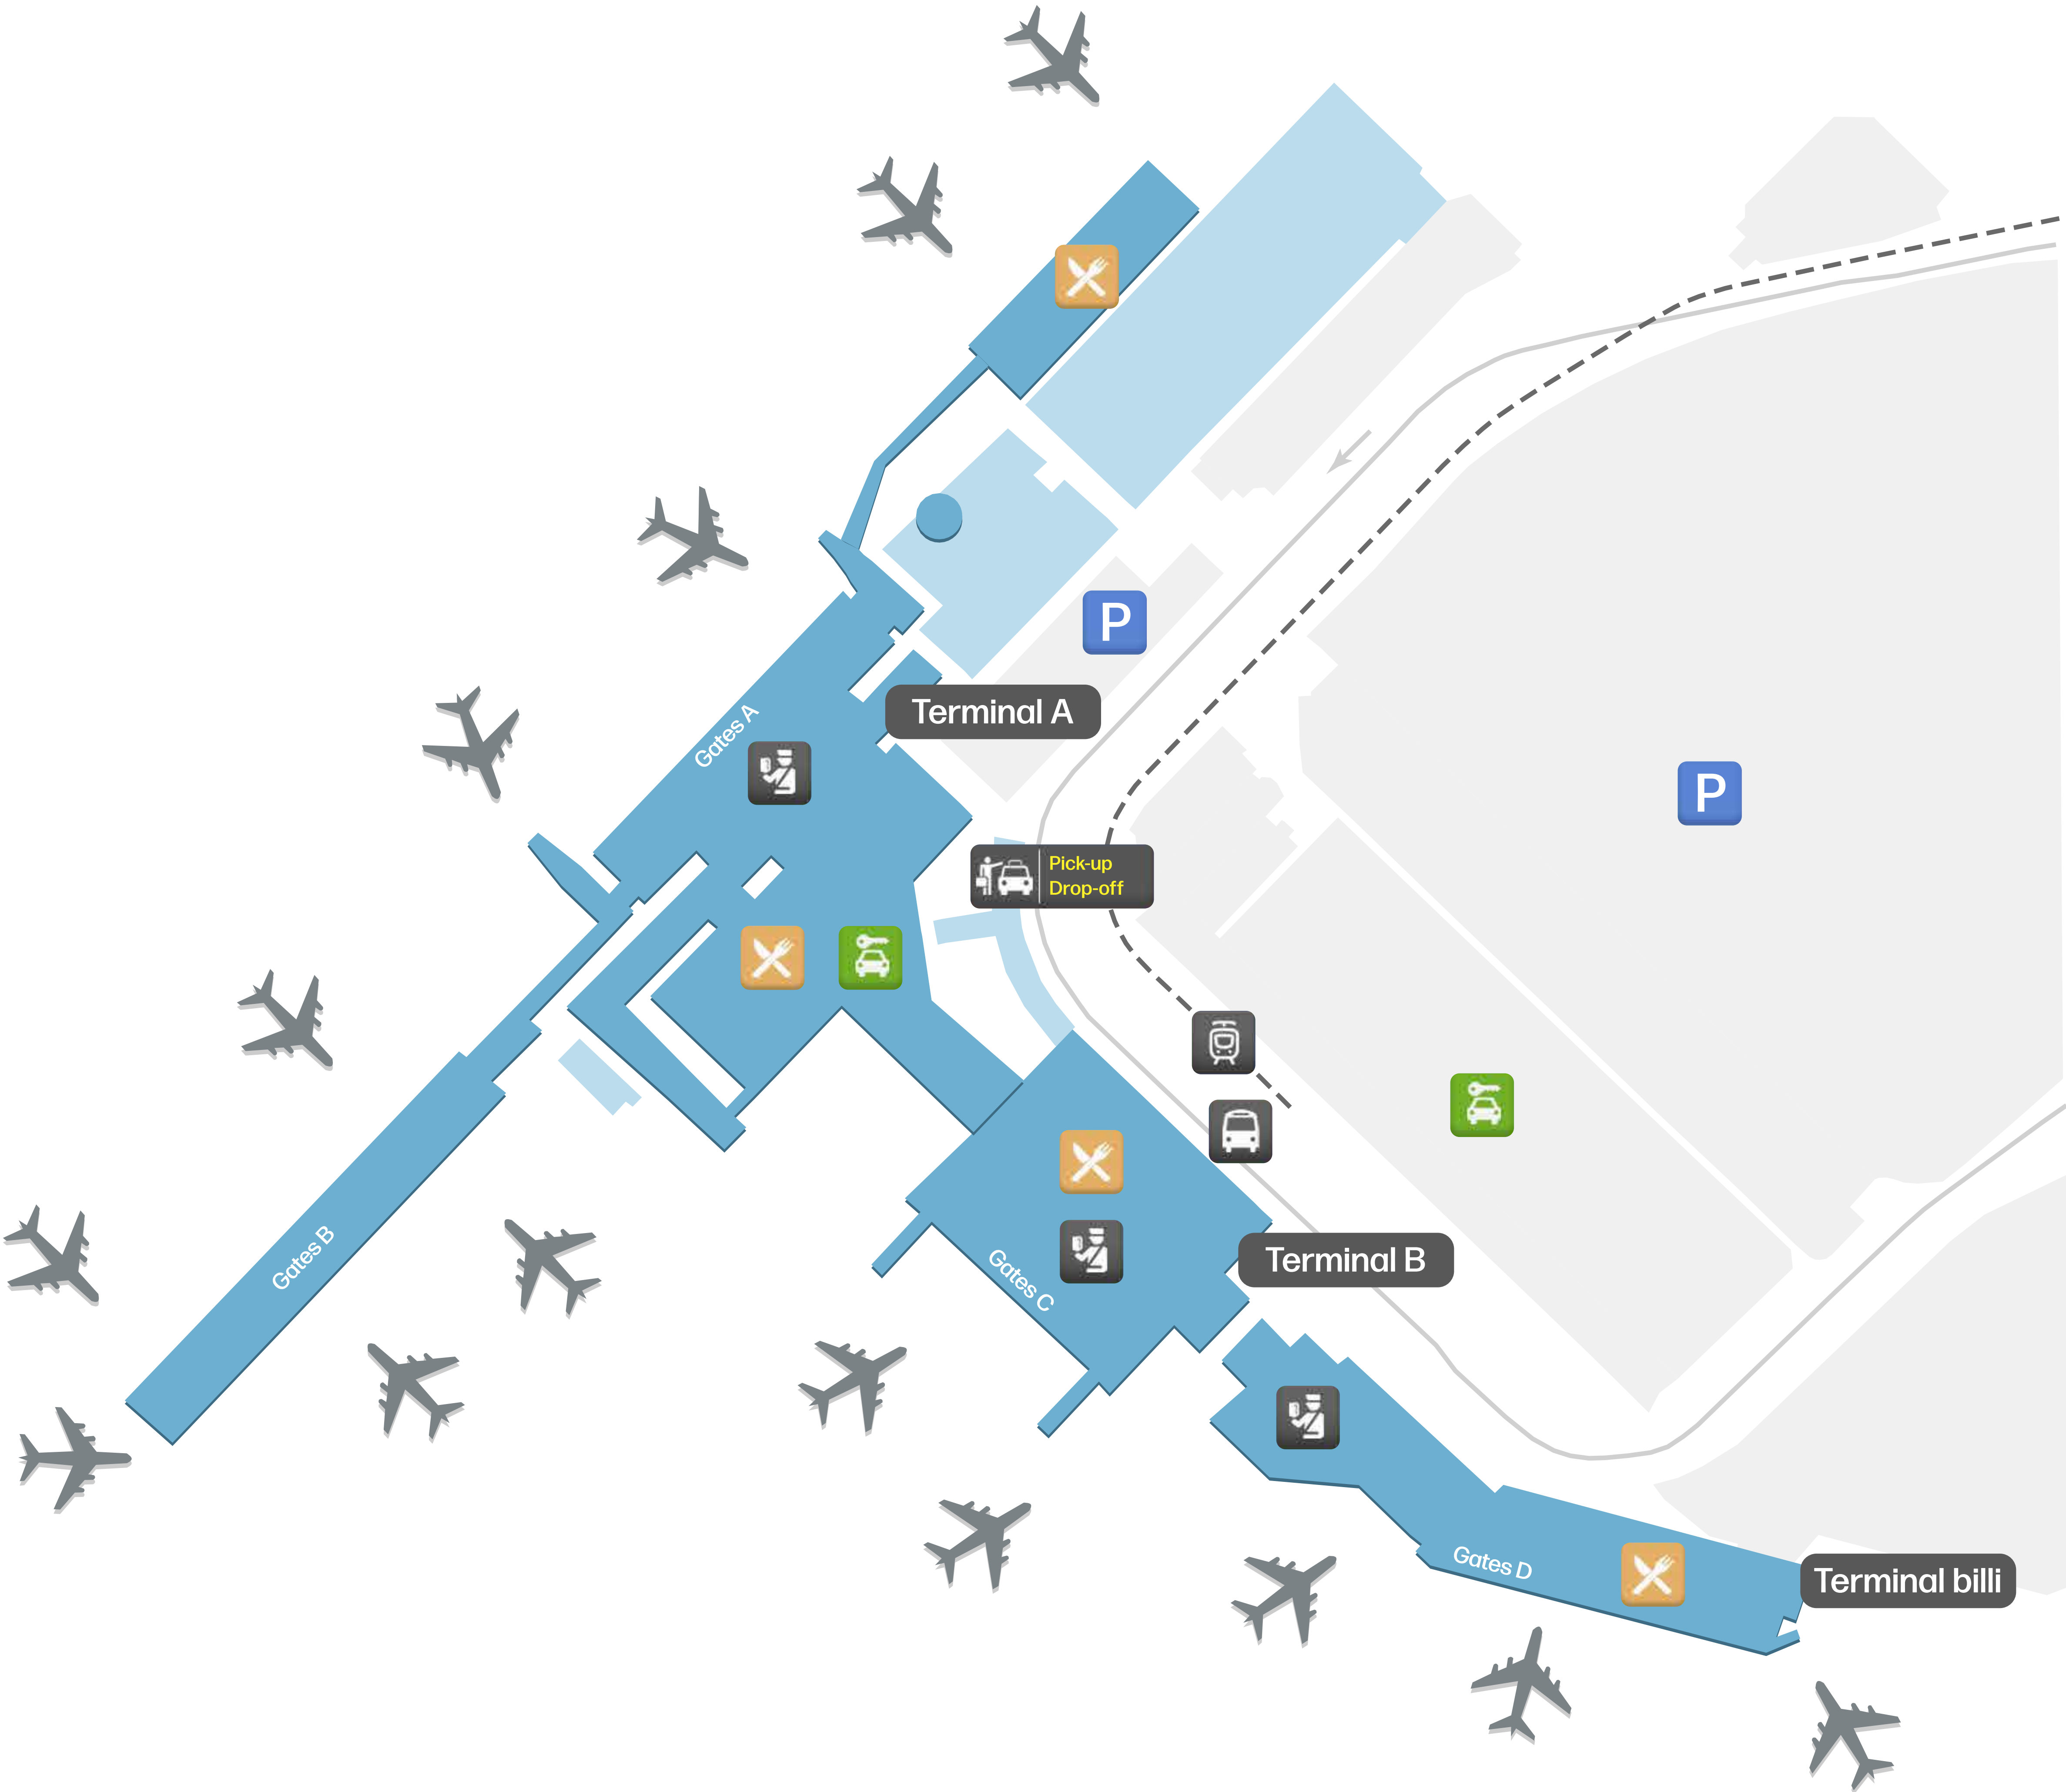 P
Terminal A
Gates A
P
Pick-up
Drop-off
Gates B
Gates C
Terminal B
Gates D
Terminal billi